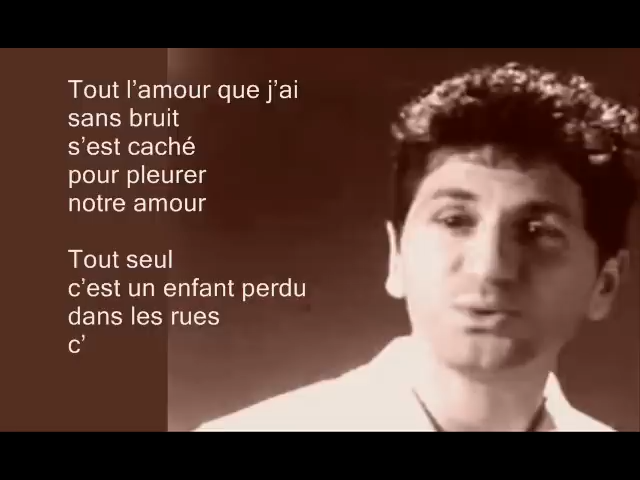 Tout l’amour que j’ai
sans bruit
s’est caché
pour pleurer
notre amour
Tout seul
c’est un enfant perdu
dans les rues
c’